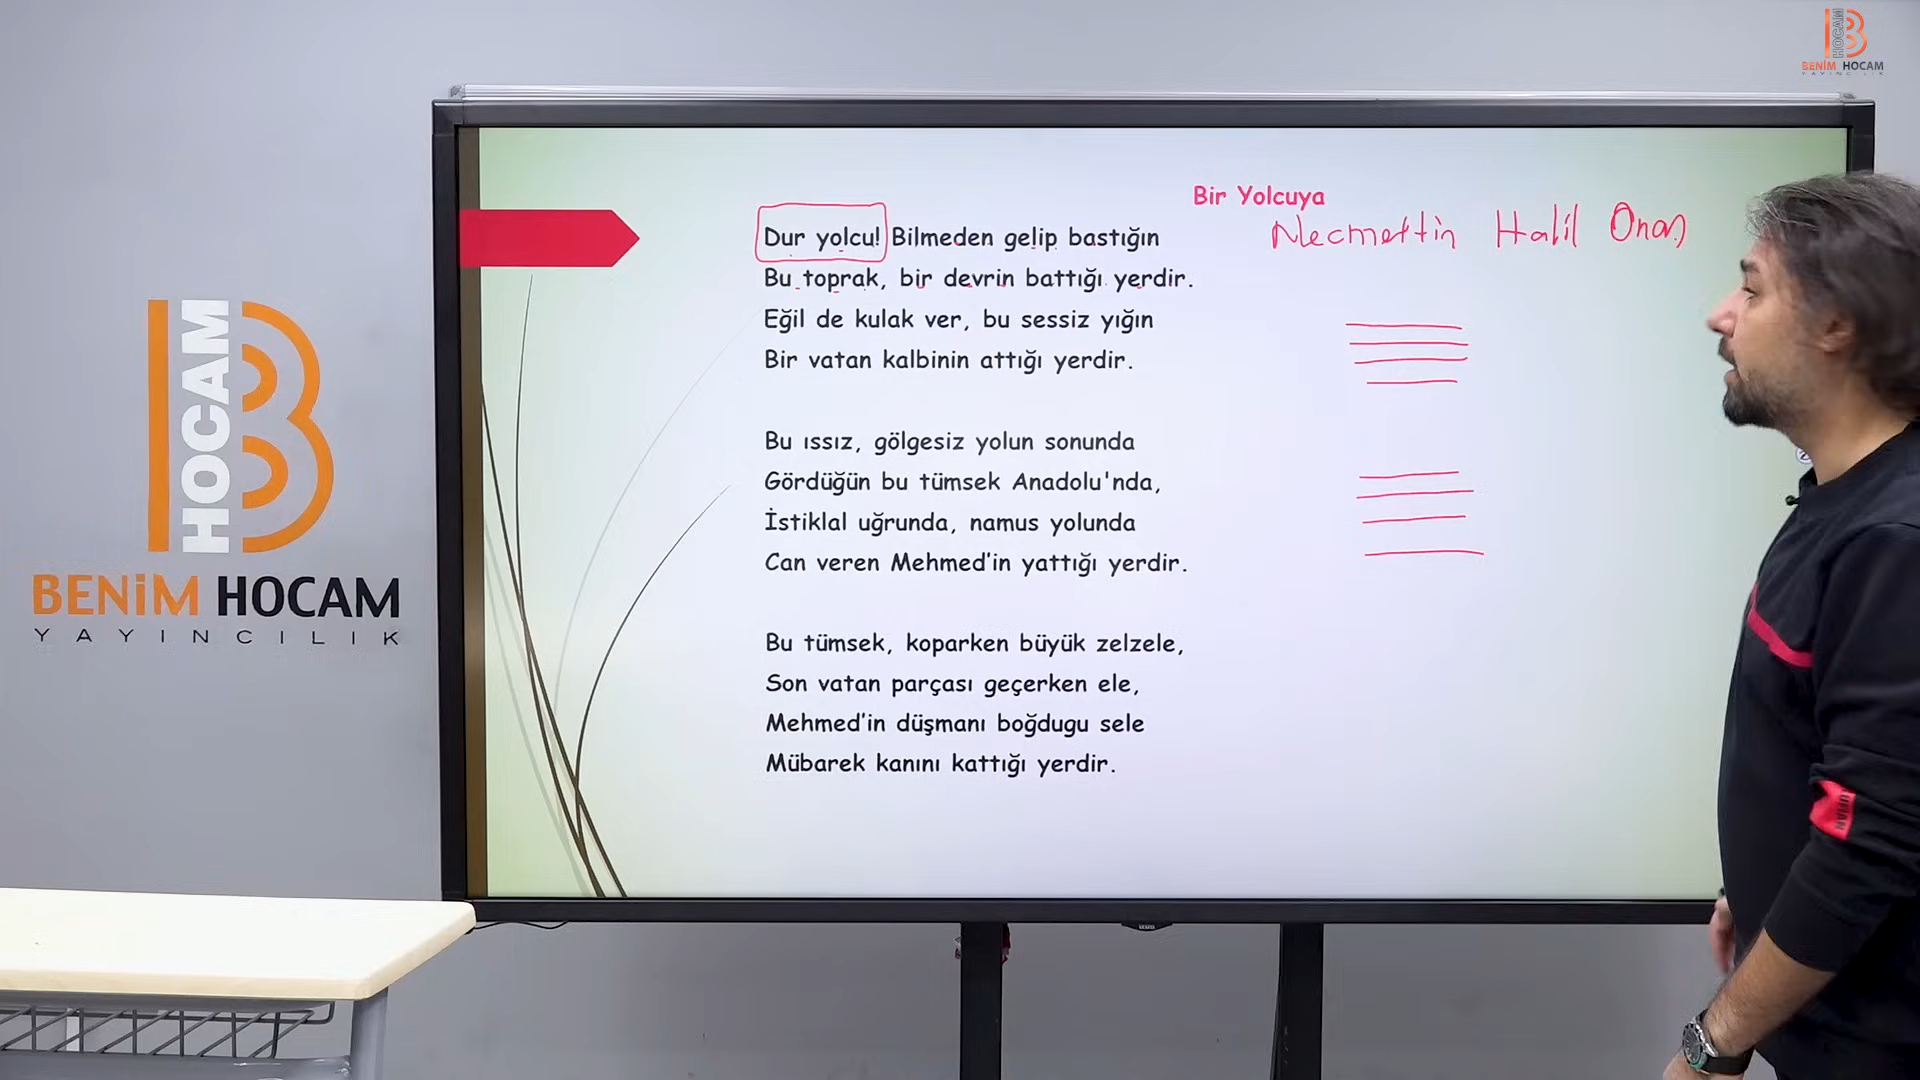 HOCAM
BENİM HOCAM
YAYINCILIK
Bir Yolcuya
Necmettin Halil Onan
Dur yolcu! Bilmeden gelip bastığın
Bu toprak, bir devrin battığı yerdir.
Eğil de kulak ver, bu sessiz yığın
Bir vatan kalbinin attığı yerdir.
Bu ıssız, gölgesiz yolun sonunda
Gördüğün bu tümsek Anadolu'nda,
İstiklal uğrunda, namus yolunda
Can veren Mehmed'in yattığı yerdir.
Bu tümsek, koparken büyük zelzele,
Son vatan parçası geçerken ele,
Mehmed'in düşmanı boğdugu sele
Mübarek kanını kattığı yerdir.
HOCAM
BENİM HOCAM
YAYINCILIK